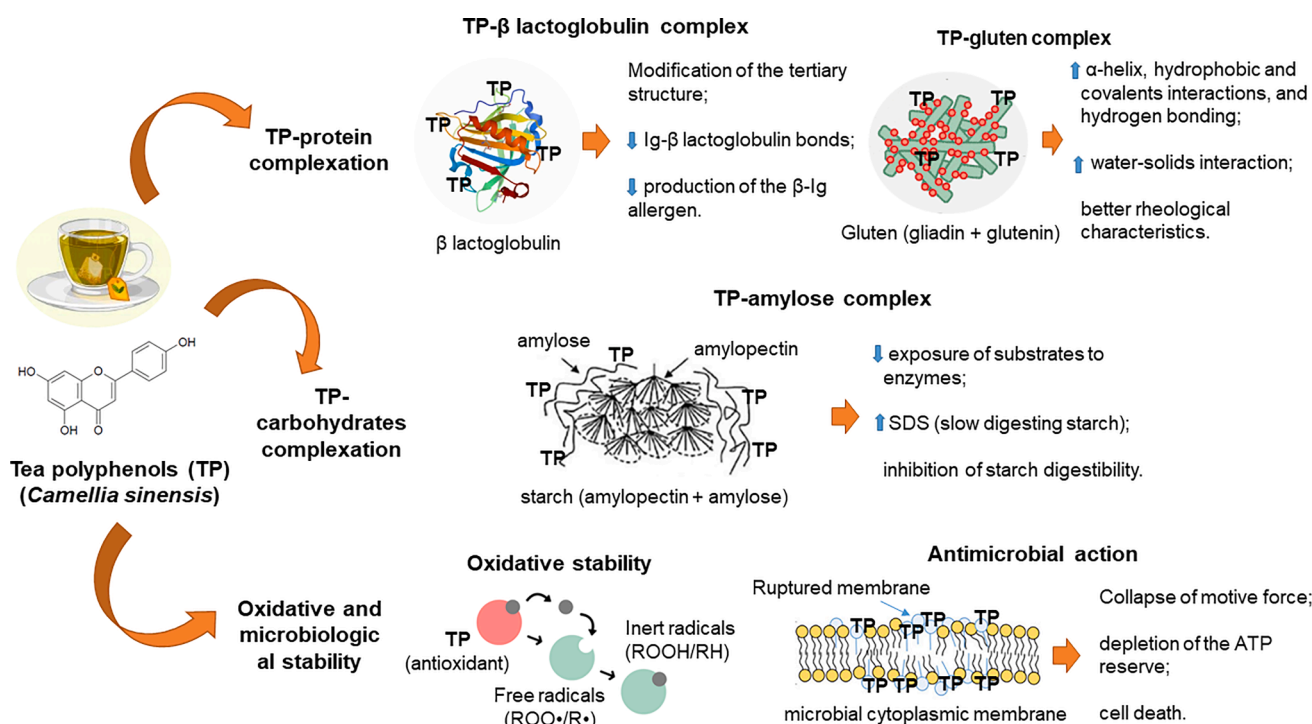 TP-β lactoglobulin complex
TP
TP
TP
TP
β lactoglobulin
Modification of the tertiary
structure;
Ig-β lactoglobulin bonds;
production of the β-Ig
allergen.
TP-gluten complex
TP
TP
TP
TP
Gluten (gliadin + glutenin)
α-helix, hydrophobic and
covalents interactions, and
hydrogen bonding;
water-solids interaction;
better rheological
characteristics.
TP-protein
complexation
OH
HO
O
OH
O
Tea polyphenols (TP)
(Camellia sinensis)
TP-
carbohydrates
complexation
TP-amylose complex
amylose
TP
amylopectin
TP
TP
TP
TP
starch (amylopectin + amylose)
exposure of substrates to
enzymes;
SDS (slow digesting starch);
inhibition of starch digestibility.
Oxidative and
microbiologic
al stability
Oxidative stability
TP
(antioxidant)
Inert radicals
(ROOH/RH)
Free radicals
(ROO•/R•)
Antimicrobial action
Ruptured membrane
TP
TP
TP
TP
TP
TP
TP
microbial cytoplasmic membrane
Collapse of motive force;
depletion of the ATP
reserve;
cell death.